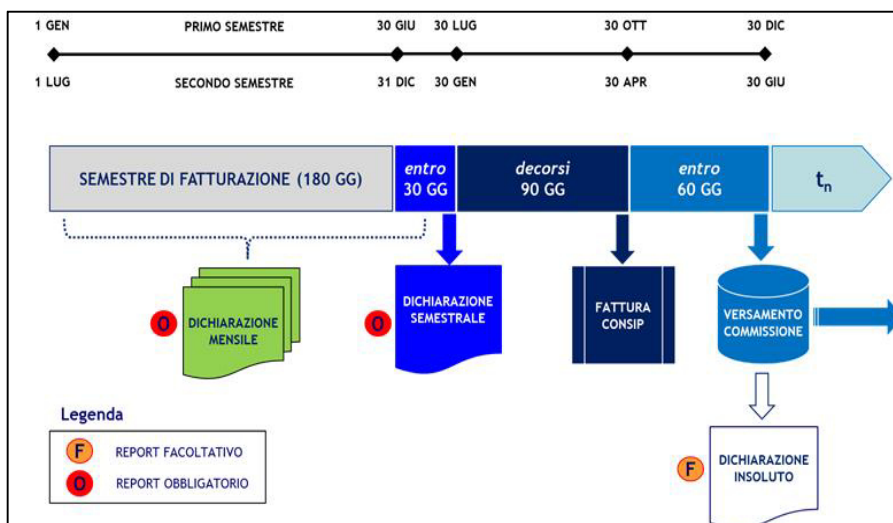 1 GEN PRIMO SEMESTRE 30 GIU 30 LUG 30 OTT 30 DIC
1 LUG SECONDO SEMESTRE 31 DIC 30 GEN 30 APR 30 GIU
SEMESTRE DI FATTURAZIONE (180 GG)
entro
30 GG
decorsi
90 GG
entro
60 GG
tn
O
DICHIARAZIONE
MENSILE
O
DICHIARAZIONE
SEMESTRALE
FATTURA
CONSIP
VERSAMENTO
COMMISSIONE
Legenda
F REPORT FACOLTATIVO
O REPORT OBBLIGATORIO
F
DICHIARAZIONE
INSOLUTO